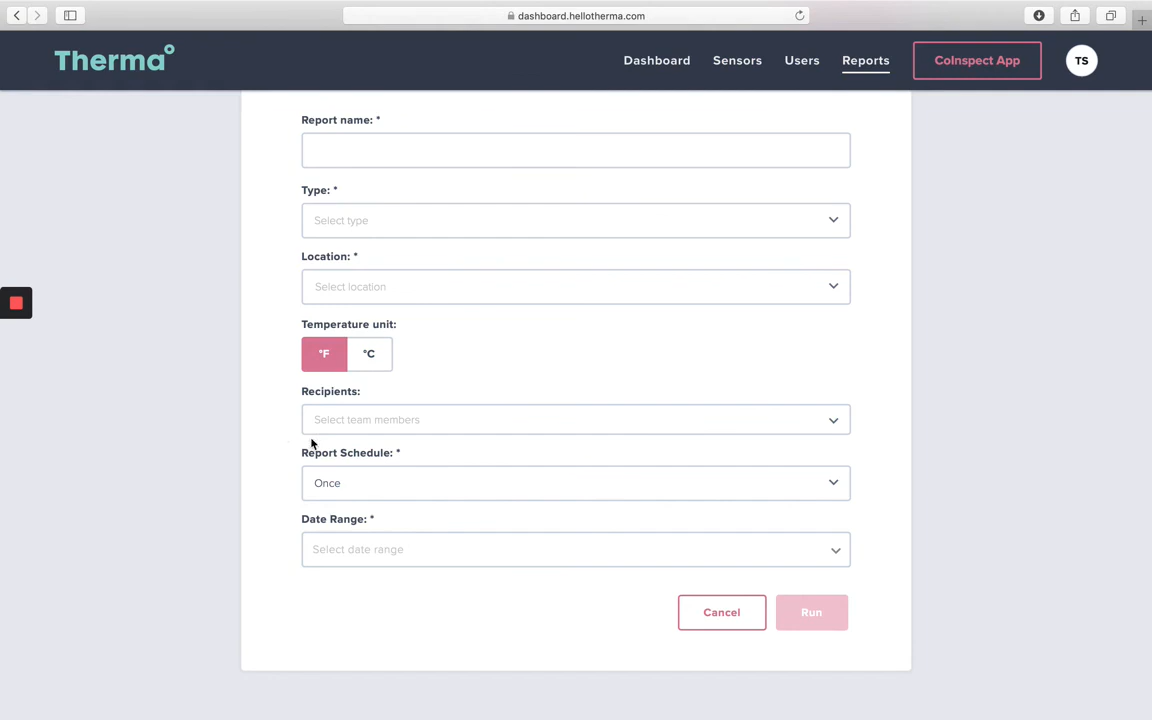 dashboard.hellotherma.com
Therma°
Dashboard
Sensors
Users
Reports
CoInspect App
TS
Report name: *
Type: *
Select type
Location: *
Select location
Temperature unit:
°F
°C
Recipients:
Select team members
Report Schedule: *
Once
Date Range: *
Select date range
Cancel
Run